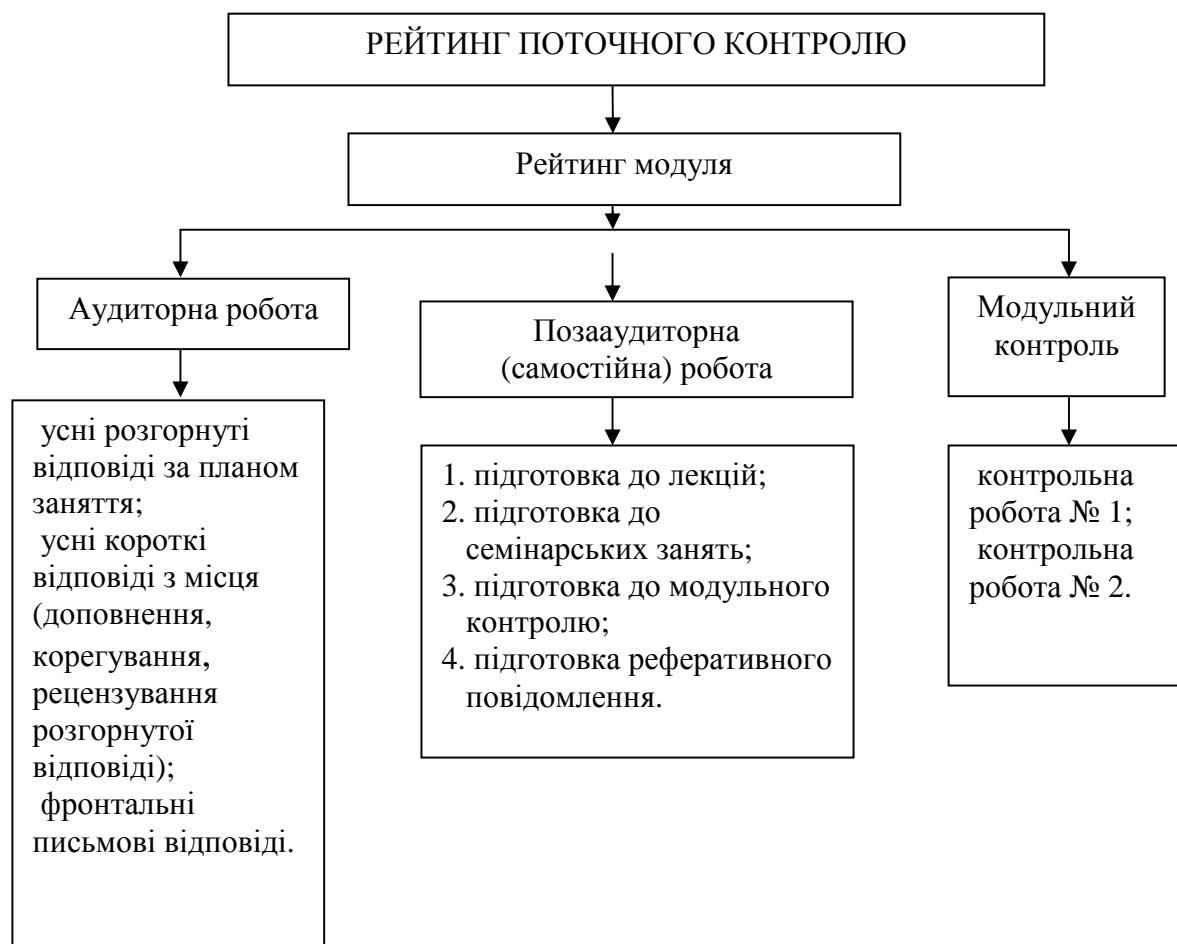 РЕЙТИНГ ПОТОЧНОГО КОНТРОЛЮ
Рейтинг модуля
Аудиторна робота
усні розгорнуті
відповіді за планом
заняття;
усні короткі
відповіді з місця
(доповнення,
корегування,
рецензування
розгорнутої
відповіді);
фронтальні
письмові відповіді.
Позааудиторна
(самостійна) робота
1. підготовка до лекцій;
2. підготовка до
семінарських занять;
3. підготовка до модульного
контролю;
4. підготовка реферативного
повідомлення.
Модульний
контроль
контрольна
робота № 1;
контрольна
робота № 2.